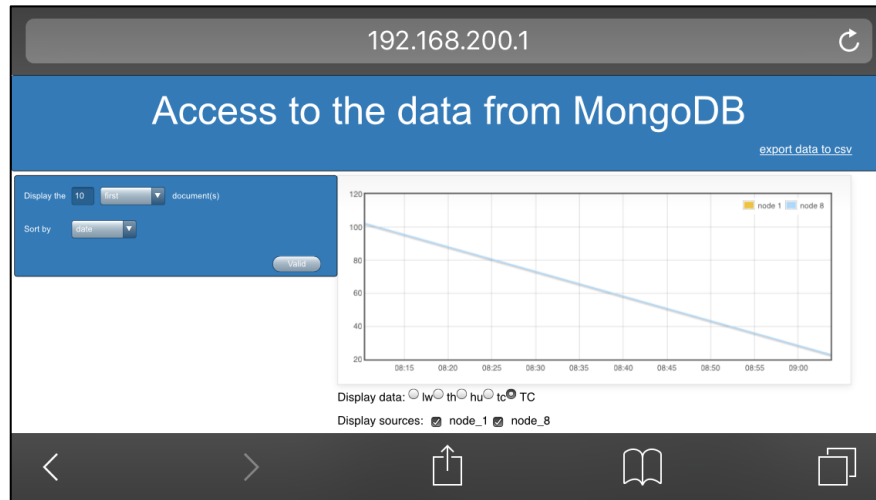 192.168.200.1
Access to the data from MongoDB
export data to csv
Display the 10 first document(s)
Sort by date
Valid
120
100
80
60
40
20
node 1 node 8
08:15 08:20 08:25 08:30 08:35 08:40 08:45 08:50 08:55 09:00
Display data: lw th hu tc TC
Display sources: node_1 node_8